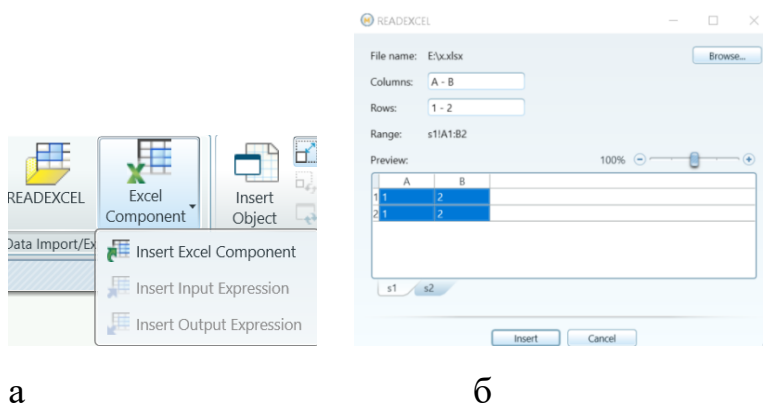 READEXCEL
File name: E:\x.xlsx Browse...
Columns: A - B
Rows: 1 - 2
Range: s1!A1:B2
Preview: 100%
A B
1 1 2
2 1 2
s1 s2
Insert Cancel
READEXCEL
Excel
Component
Insert
Object
Data Import/Ex
Insert Excel Component
Insert Input Expression
Insert Output Expression
а б